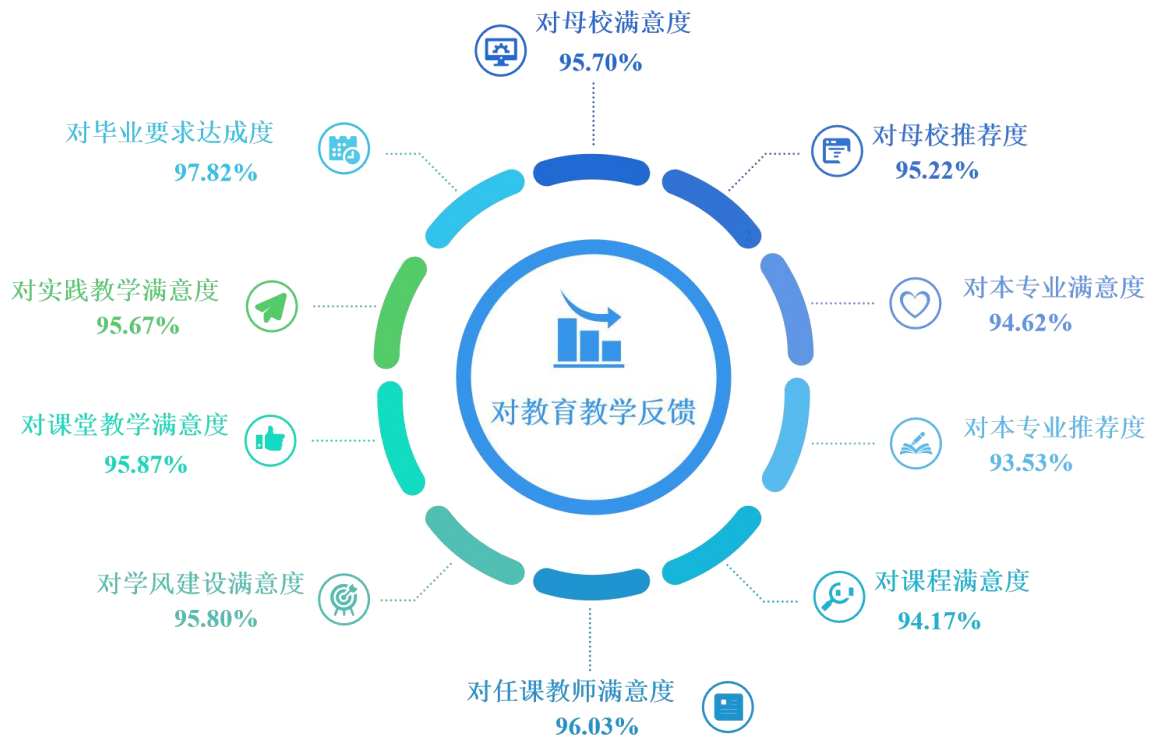 对母校满意度
95.70%
对母校推荐度
95.22%
对本专业满意度
94.62%
对本专业推荐度
93.53%
对课程满意度
94.17%
对任课教师满意度
96.03%
对学风建设满意度
95.80%
对课堂教学满意度
95.87%
对实践教学满意度
95.67%
对毕业要求达成度
97.82%
对教育教学反馈